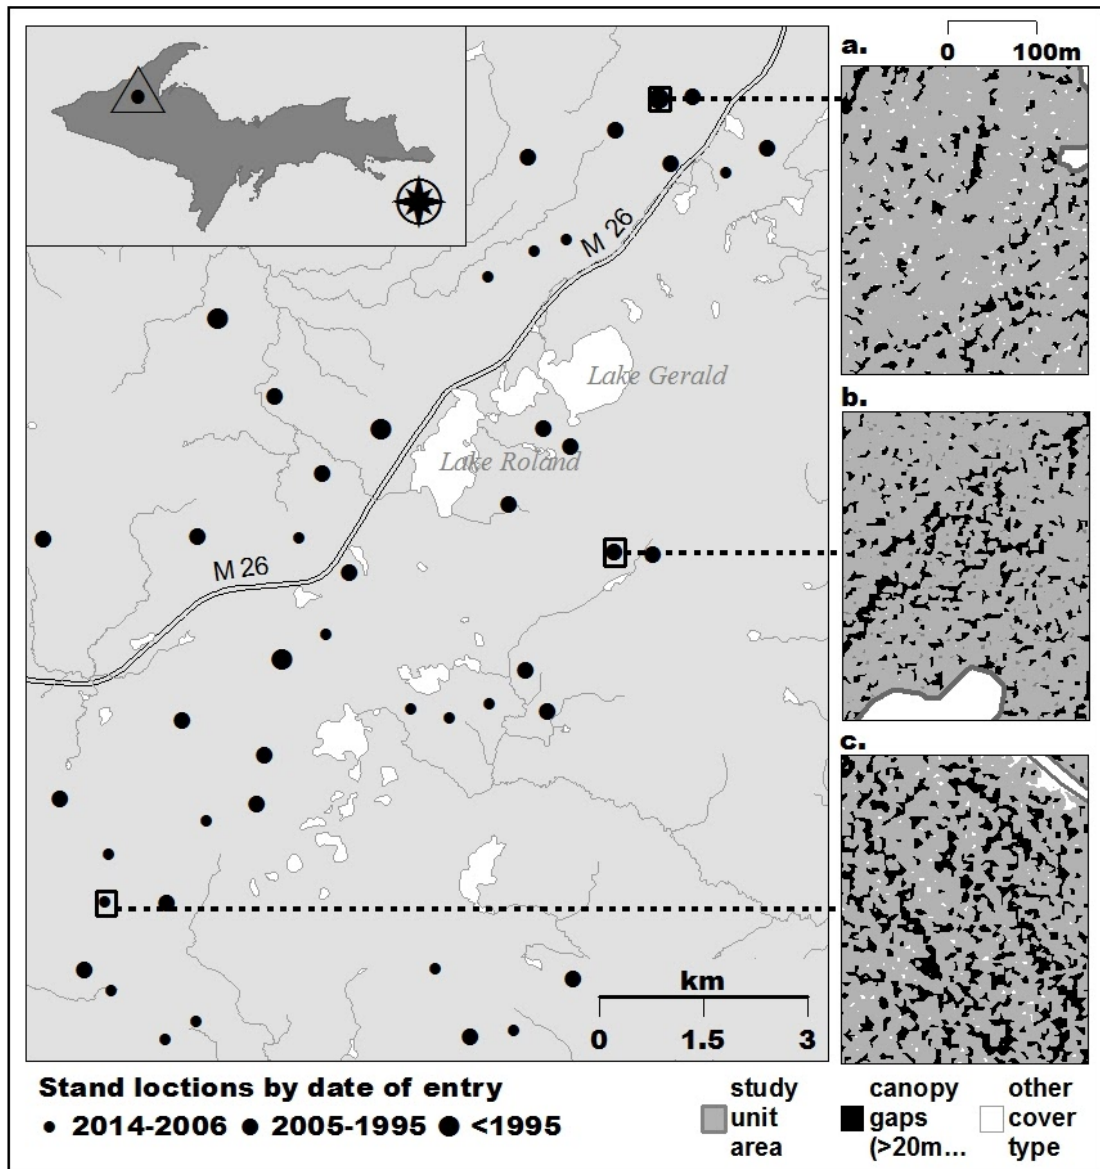 a.
0 100m
M 26
Lake Gerald
Lake Roland
b.
M 26
c.
km
0 1.5 3
Stand loctions by date of entry
2014-2006 2005-1995 <1995
study
unit
area
canopy
gaps
(>20m...
other
cover
type